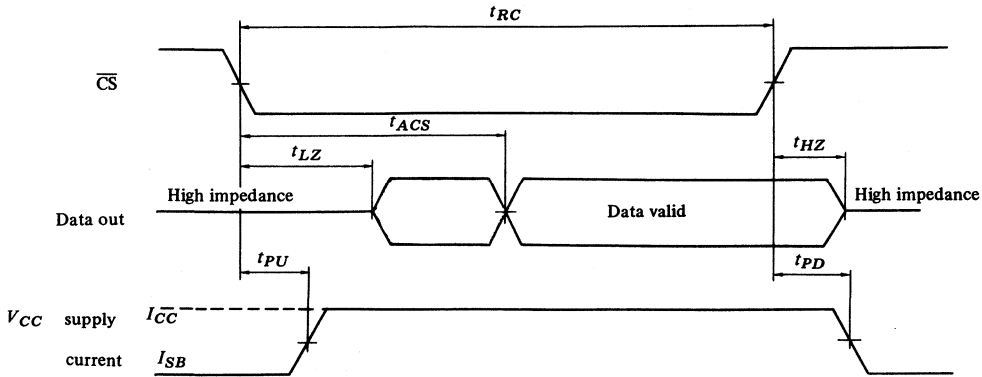 tRC
CS
tACS
tLZ
tHZ
High impedance
High impedance
Data out
Data valid
tPU
tPD
VCC supply ICC
current ISB